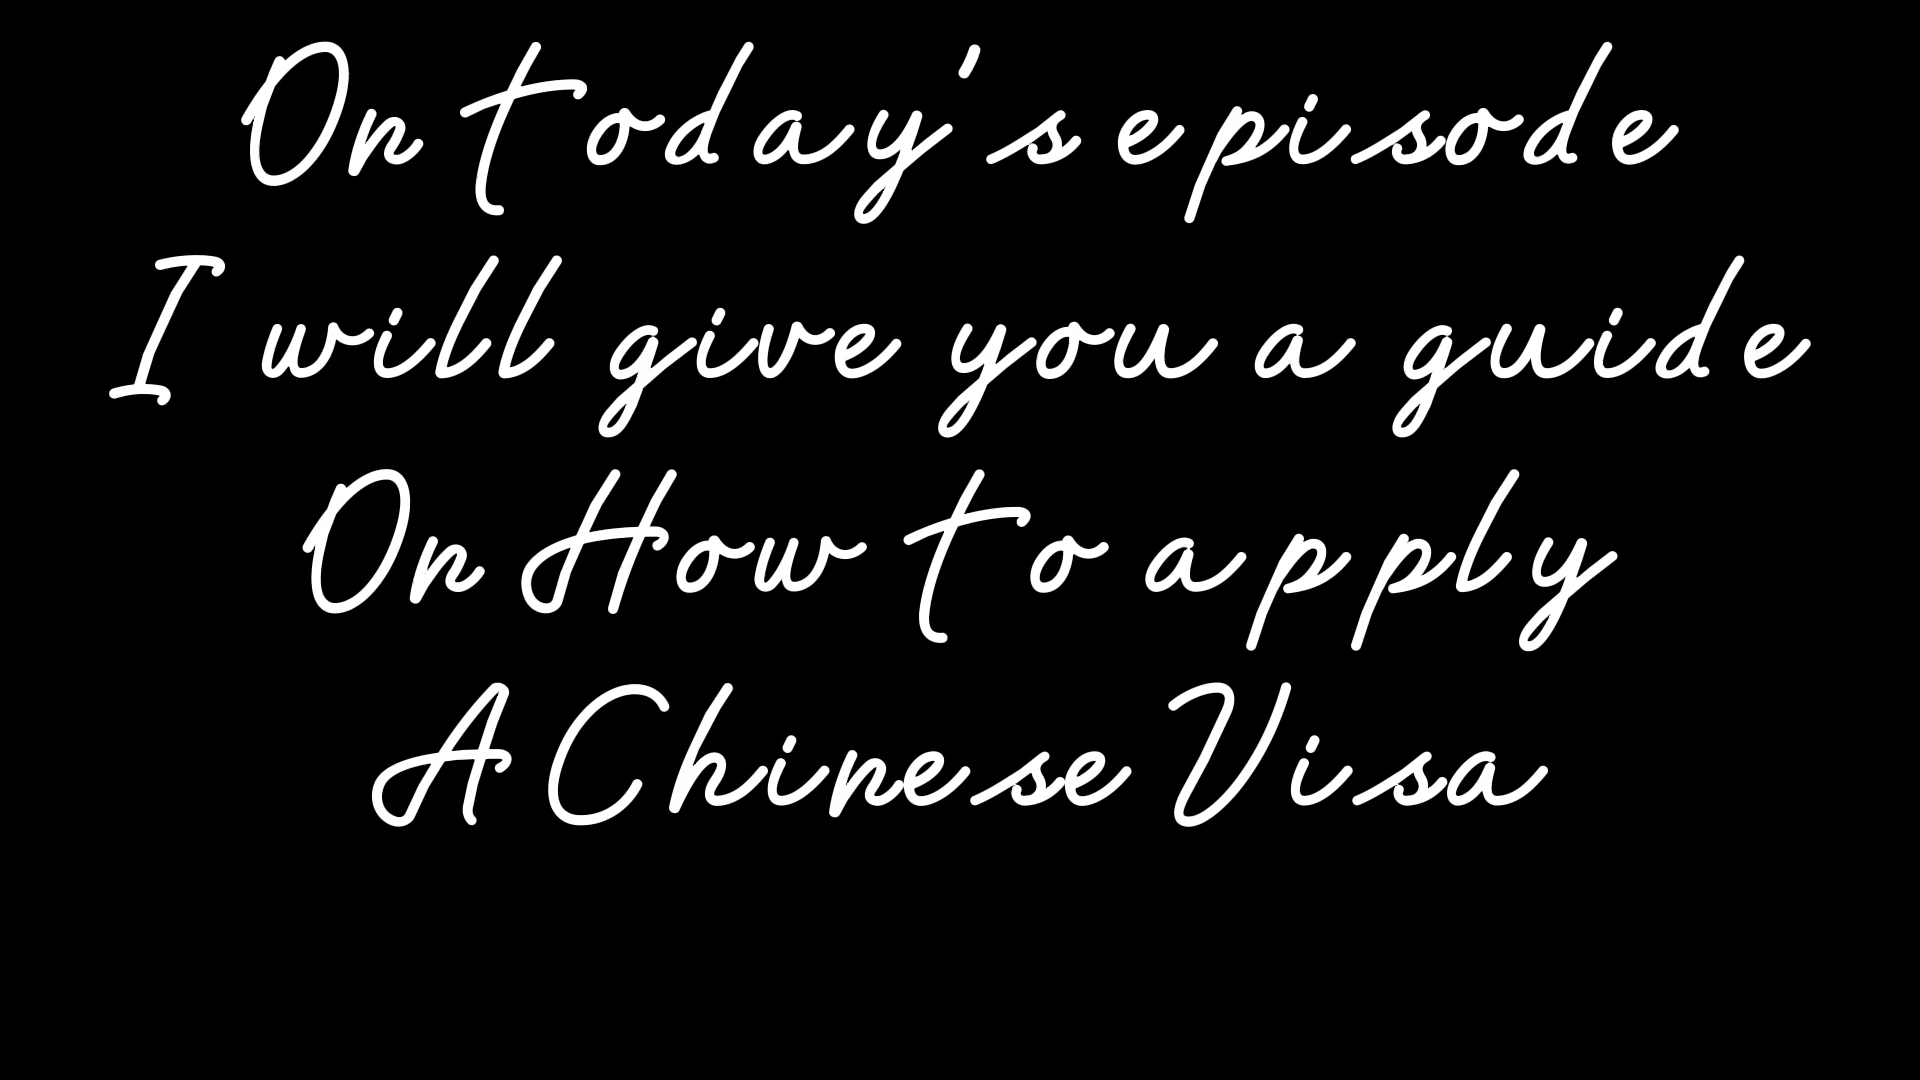 On today's episode
I will give you a guide
On How to apply
A Chinese Visa